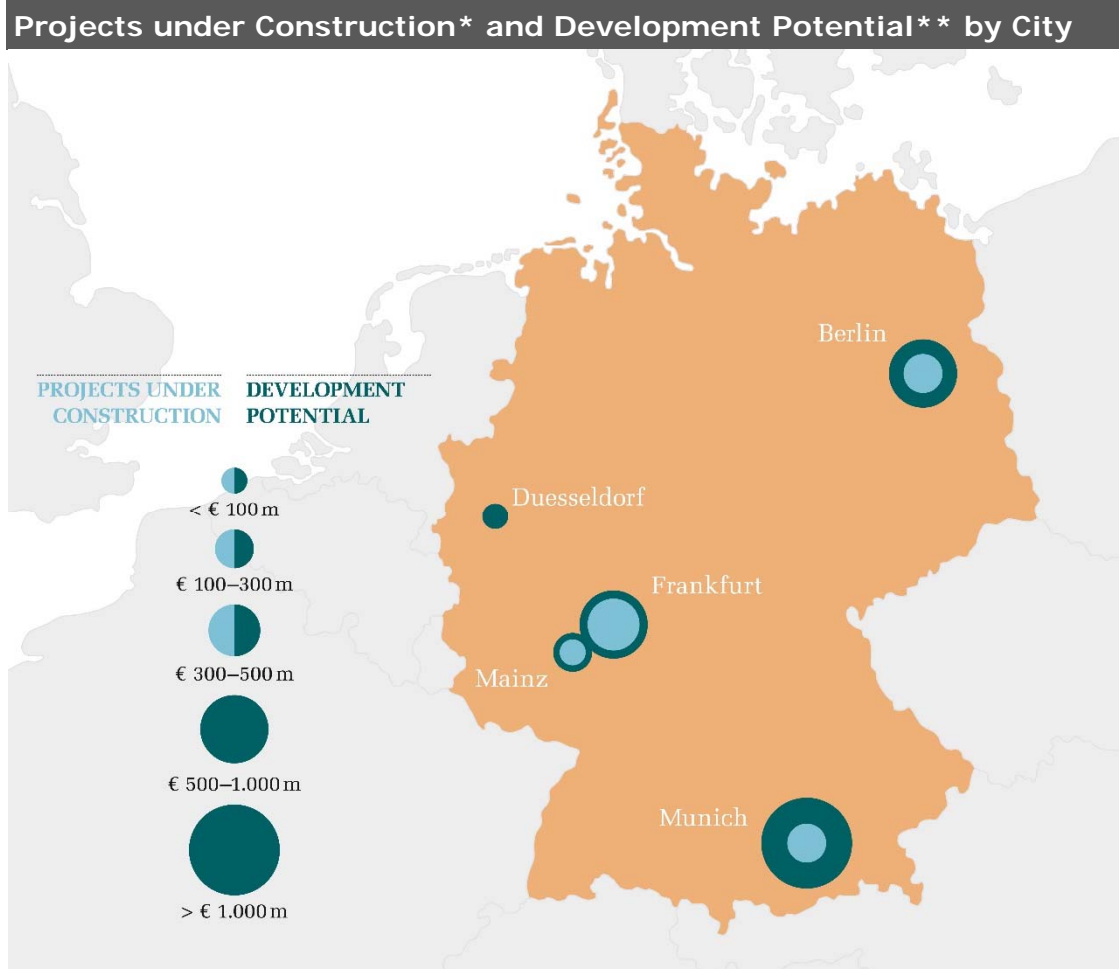 Projects under Construction* and Development Potential** by City
Berlin
PROJECTS UNDER
CONSTRUCTION
DEVELOPMENT
POTENTIAL
< € 100 m
€ 100–300 m
€ 300–500 m
€ 500–1.000 m
> € 1.000 m
Duesseldorf
Frankfurt
Mainz
Munich